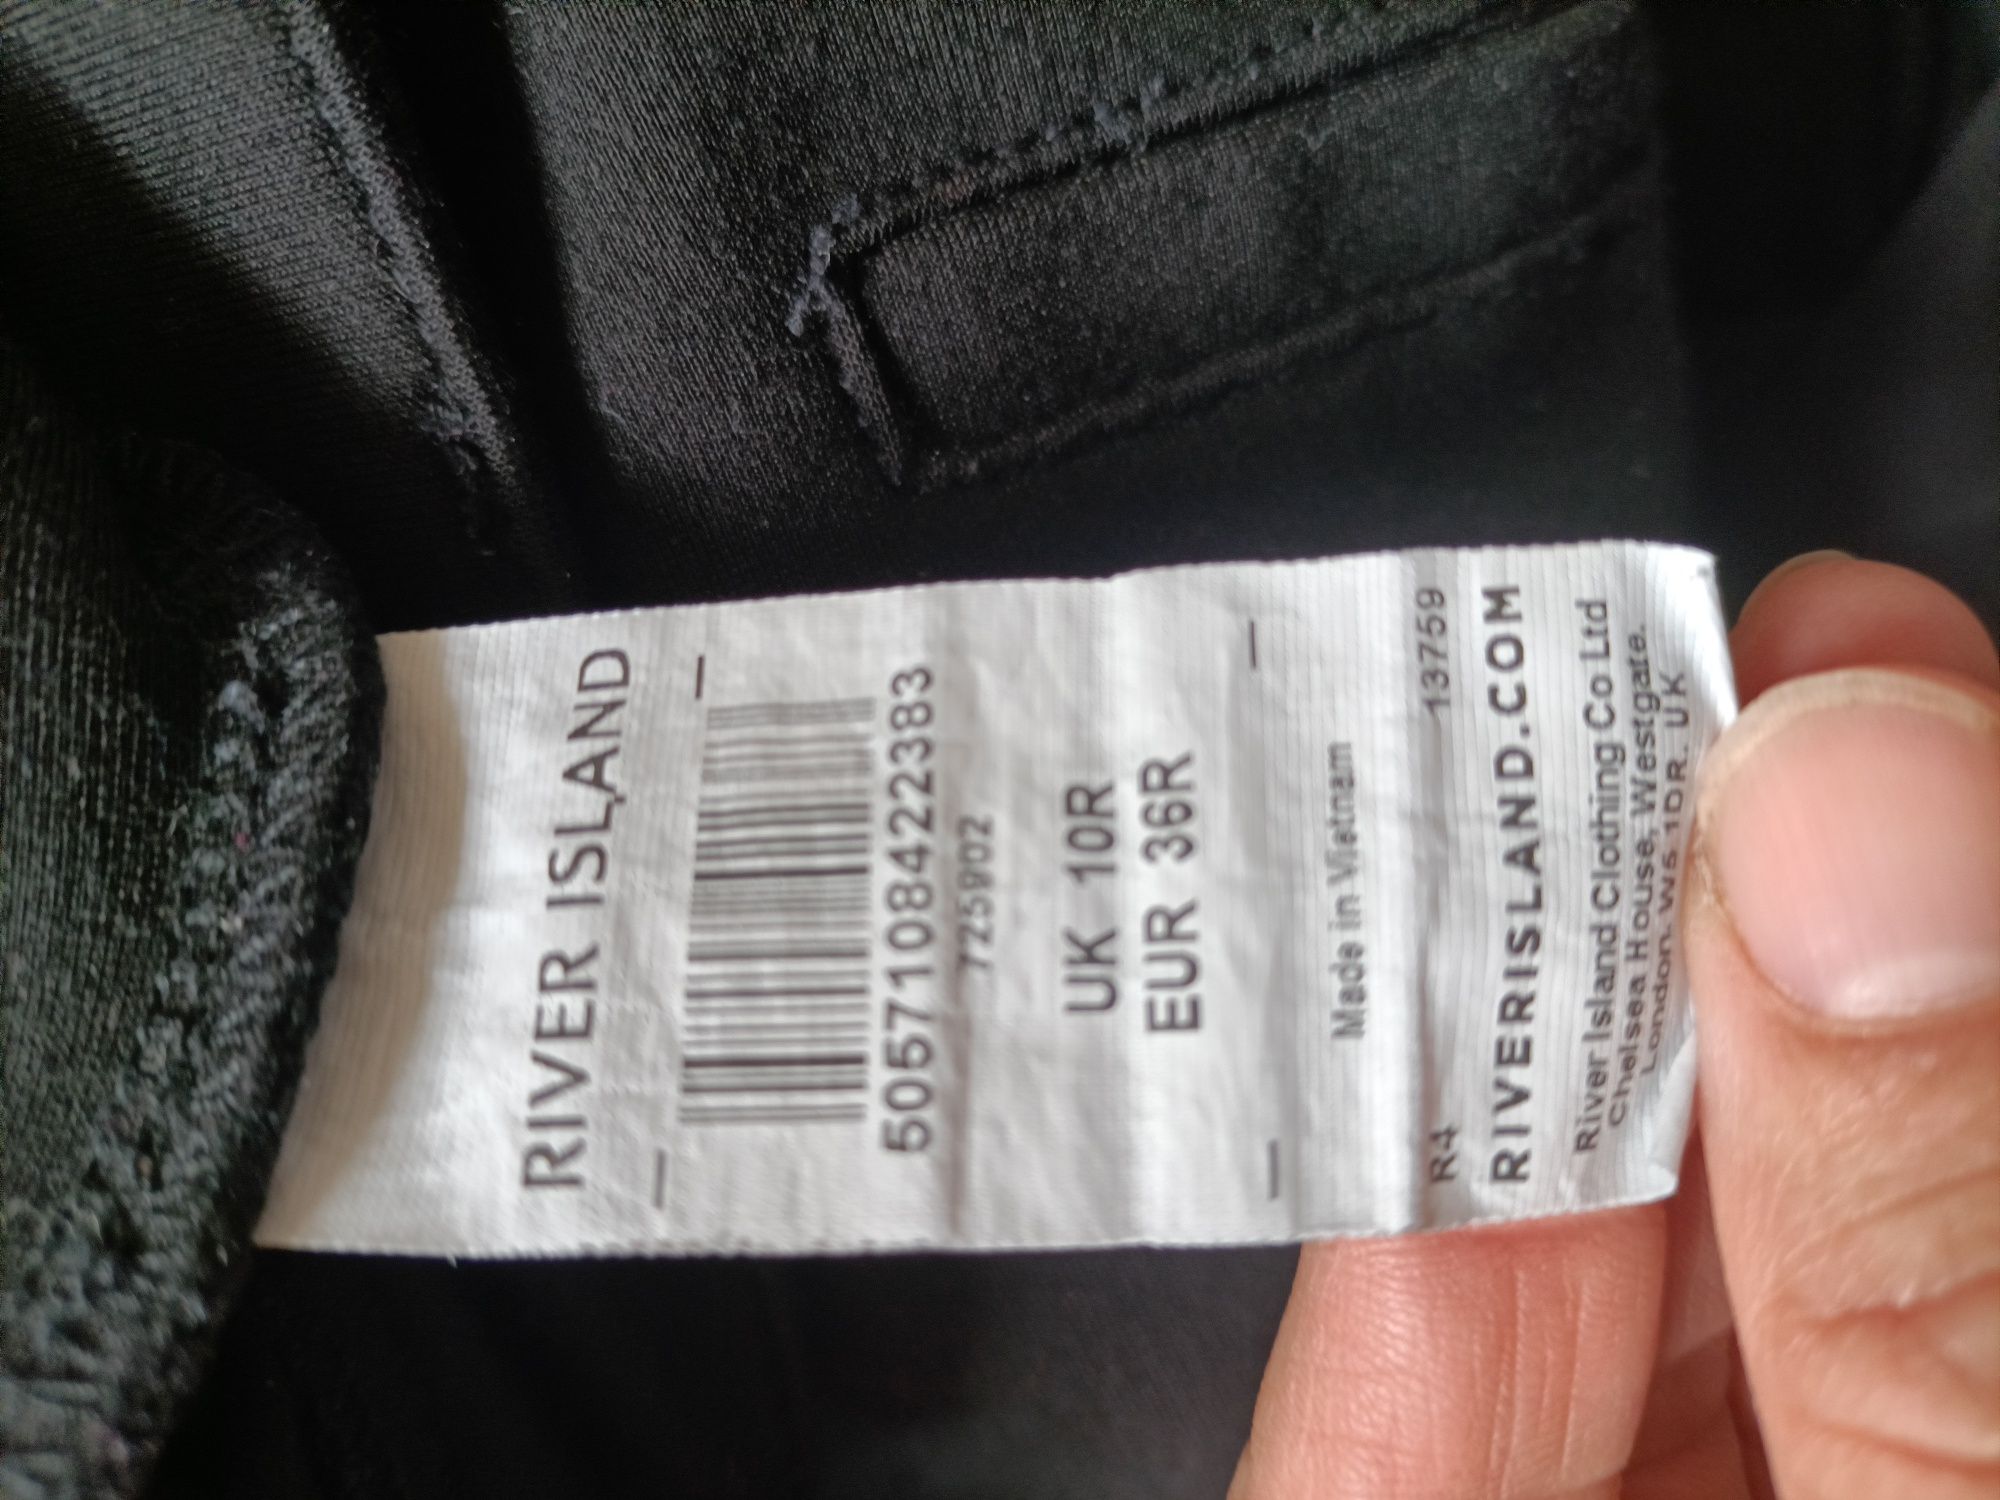 RIVER ISLAND
5057108422383
7259902
UK 10R
EUR 36R
Made in Vietnam
R4 13759
RIVERISLAND.COM
River Island Clothing Co Ltd
Chelsea House, Westgate.
London. W5 1DR. UK